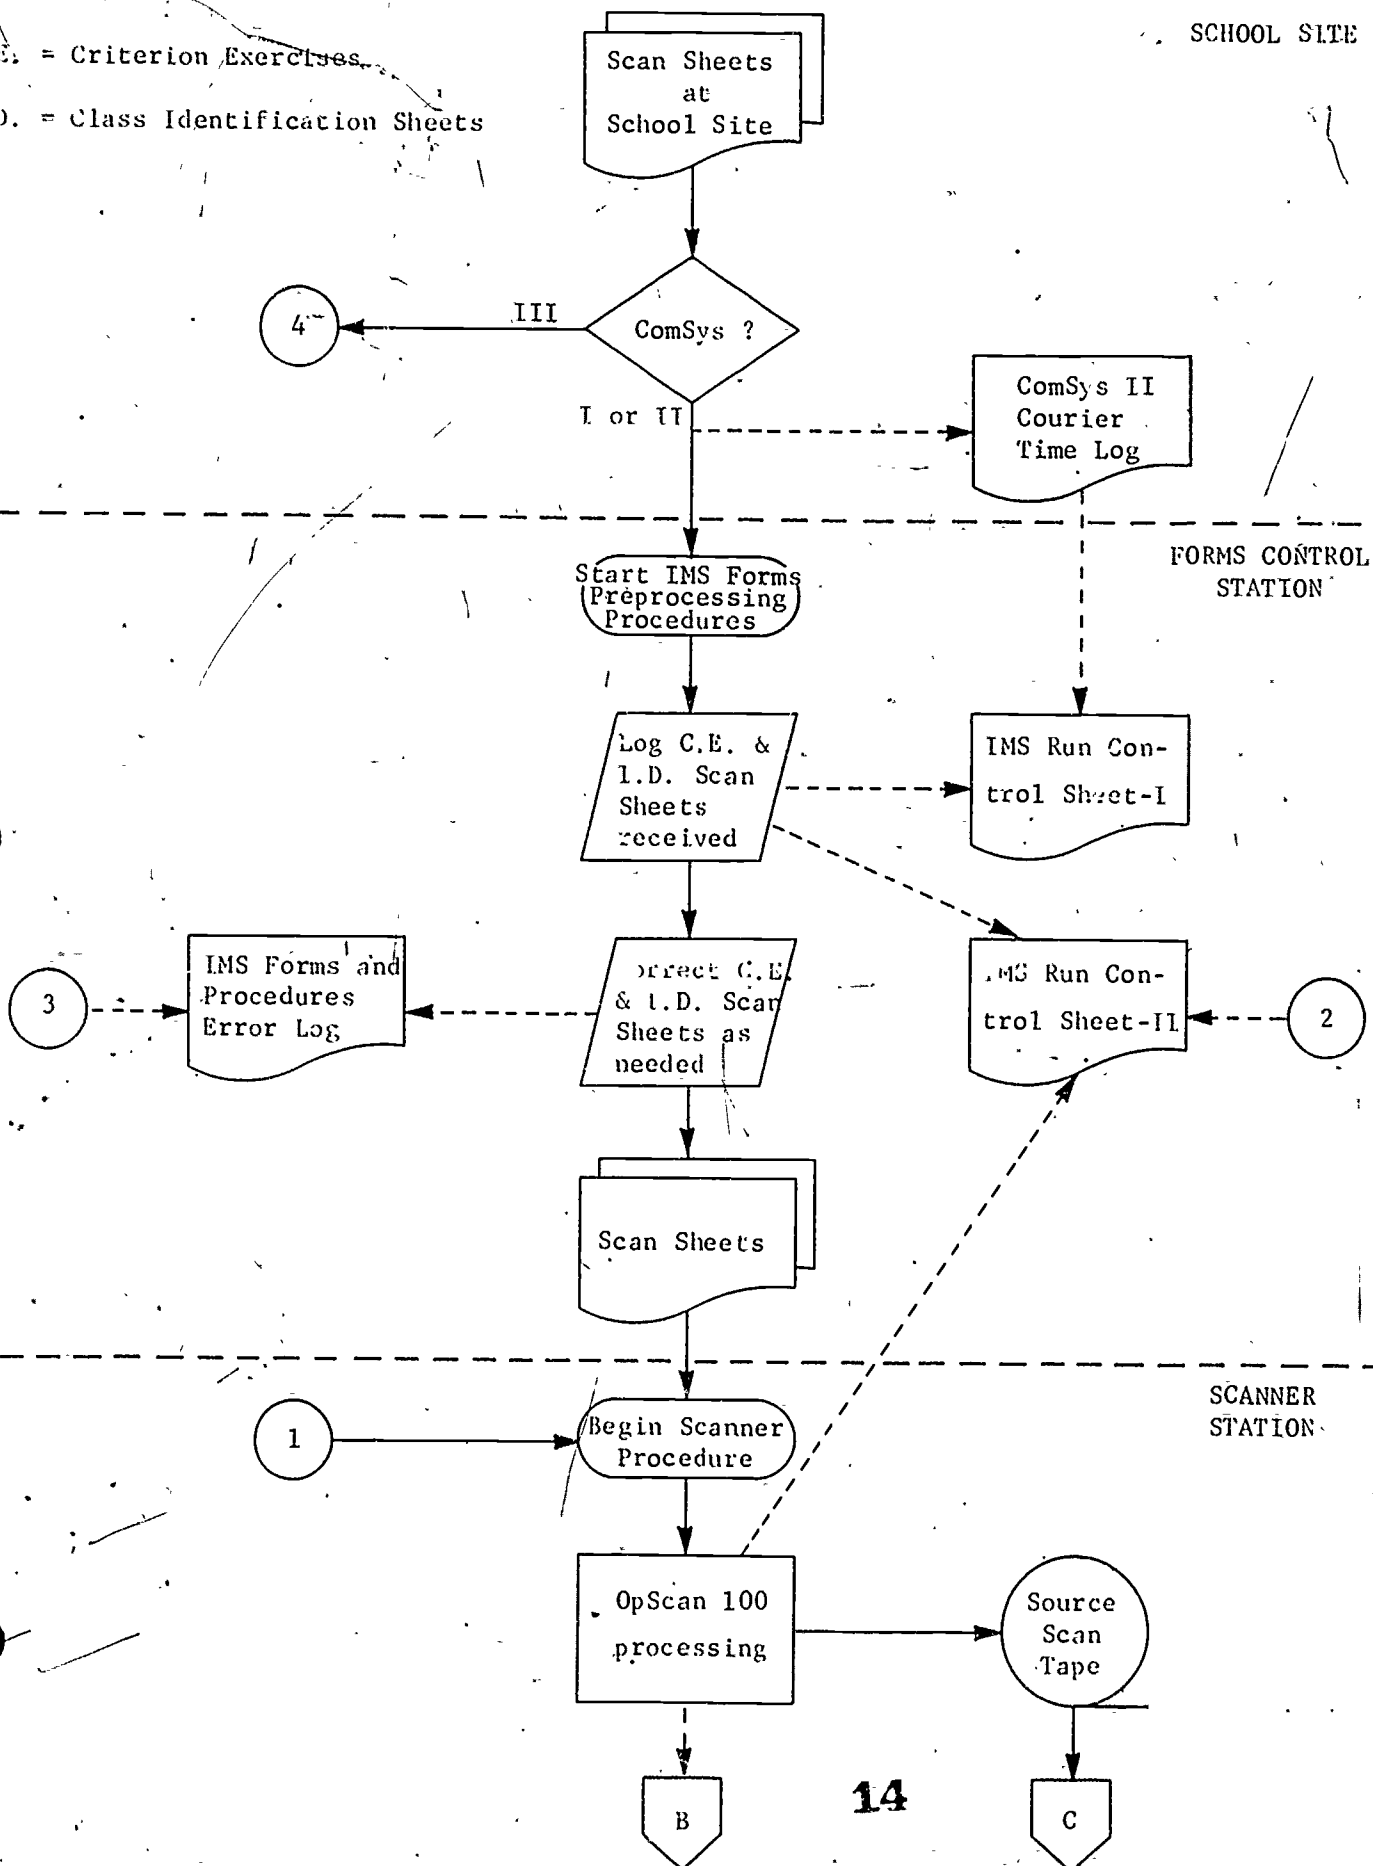 = Criterion Exercises
SCHOOL SITE
= Class Identification Sheets
Scan Sheets
at
School Site
4
III
ComSys ?
I or II
ComSys II
Courier
Time Log
FORMS CONTROL
STATION
Start IMS Forms
Preprocessing
Procedures
Log C.E. &
I.D. Scan
Sheets
received
IMS Run Con-
trol Sheet-I
3
IMS Forms and
Procedures
Error Log
orrect C.E.
& I.D. Scan
Sheets as
needed
IMS Run Con-
trol Sheet-II
2
Scan Sheets
SCANNER
STATION
1
Begin Scanner
Procedure
OpScan 100
processing
Source
Scan
Tape
B
14
C